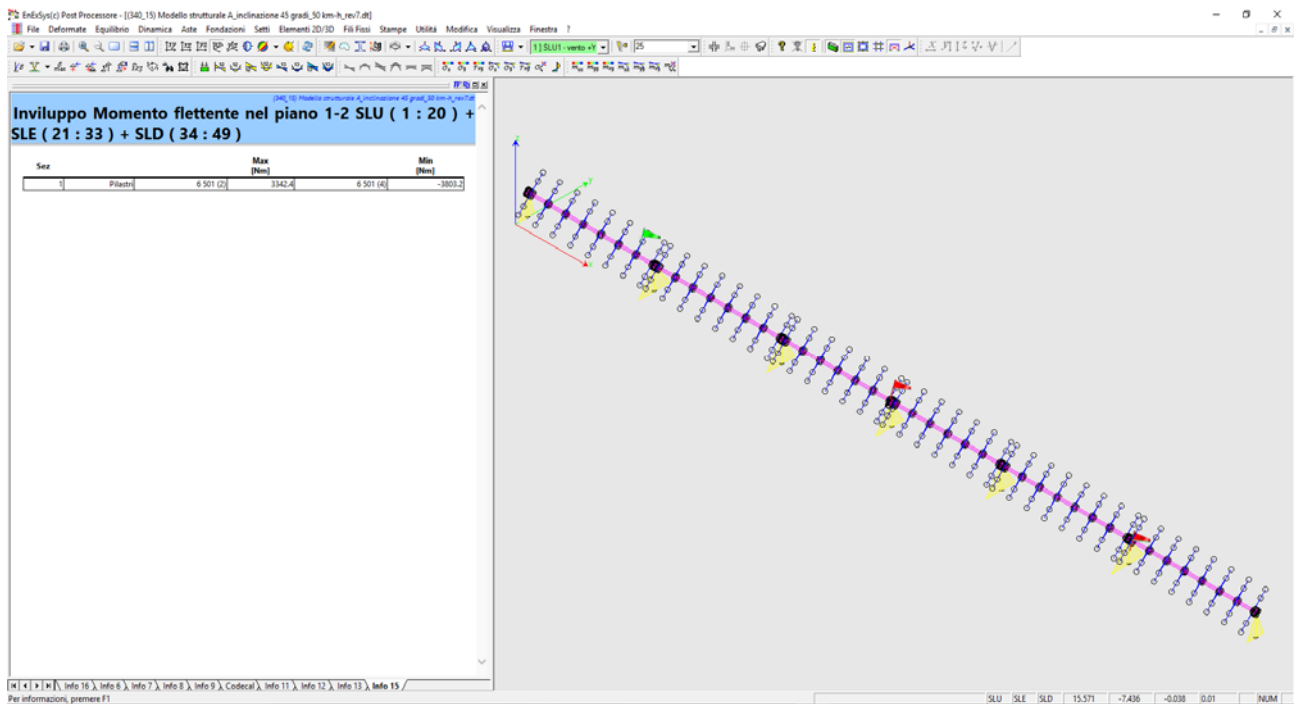 EnExSys(c) Post Processore - [(340_15) Modello strutturale A_inclinazione 45 gradi_50 km-h_rev7.dt]
File Deformate Equilibrio Dinamica Aste Fondazioni Setti Elementi 2D/3D Fili Fissi Stampe Utilità Modifica Visualizza Finestra ?
1] SLU1 - vento +Y 25
(340_15) Modello strutturale A_inclinazione 45 gradi_50 km-h_rev7.dt
Inviluppo Momento flettente nel piano 1-2 SLU ( 1 : 20 ) +
SLE ( 21 : 33 ) + SLD ( 34 : 49 )
Sez Max Min
[Nm] [Nm]
1 Pilastri 6 501 (2) 3342.4 6 501 (4) -3803.2
Z
Y
X
Info 16 Info 6 Info 7 Info 8 Info 9 Codecal Info 11 Info 12 Info 13 Info 15
Per informazioni, premere F1 SLU SLE SLD 15.571 -7.436 -0.038 0.01 NUM